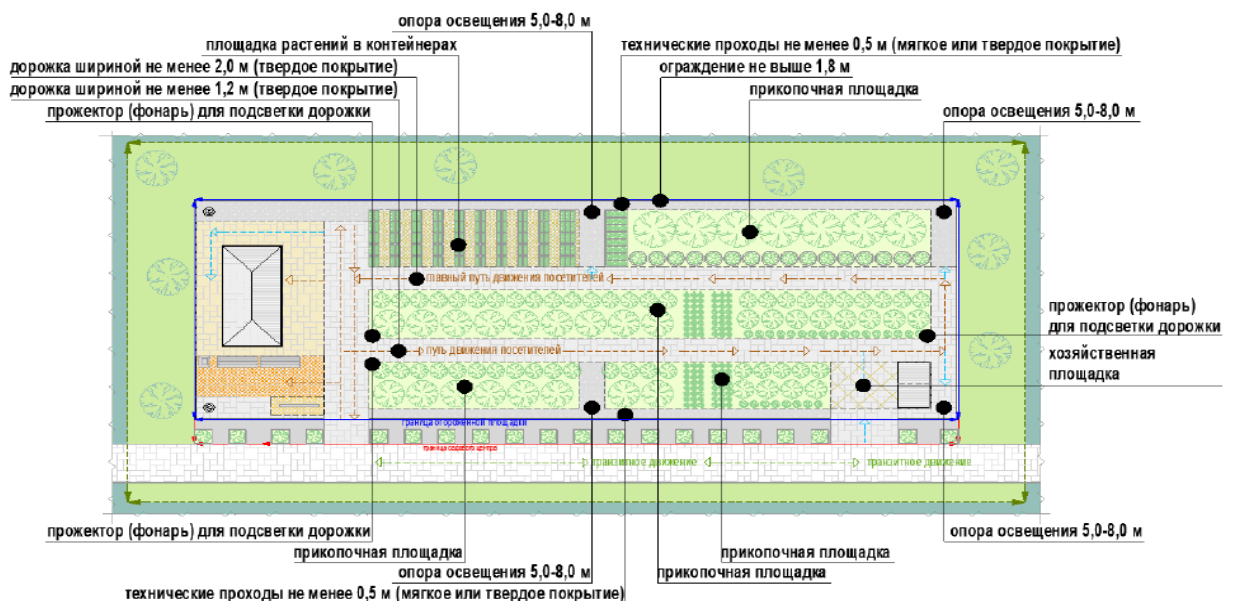 опора освещения 5,0-8,0 м
площадка растений в контейнерах
технические проходы не менее 0,5 м (мягкое или твердое покрытие)
дорожка шириной не менее 2,0 м (твердое покрытие)
ограждение не выше 1,8 м
дорожка шириной не менее 1,2 м (твердое покрытие)
прикопочная площадка
прожектор (фонарь) для подсветки дорожки
опора освещения 5,0-8,0 м
главный путь движения посетителей
прожектор (фонарь)
для подсветки дорожки
путь движения посетителей
хозяйственная
площадка
граница огороженной площадки
граница садового центра
транзитное движение
транзитное движение
прожектор (фонарь) для подсветки дорожки
опора освещения 5,0-8,0 м
прикопочная площадка
прикопочная площадка
опора освещения 5,0-8,0 м
прикопочная площадка
технические проходы не менее 0,5 м (мягкое или твердое покрытие)